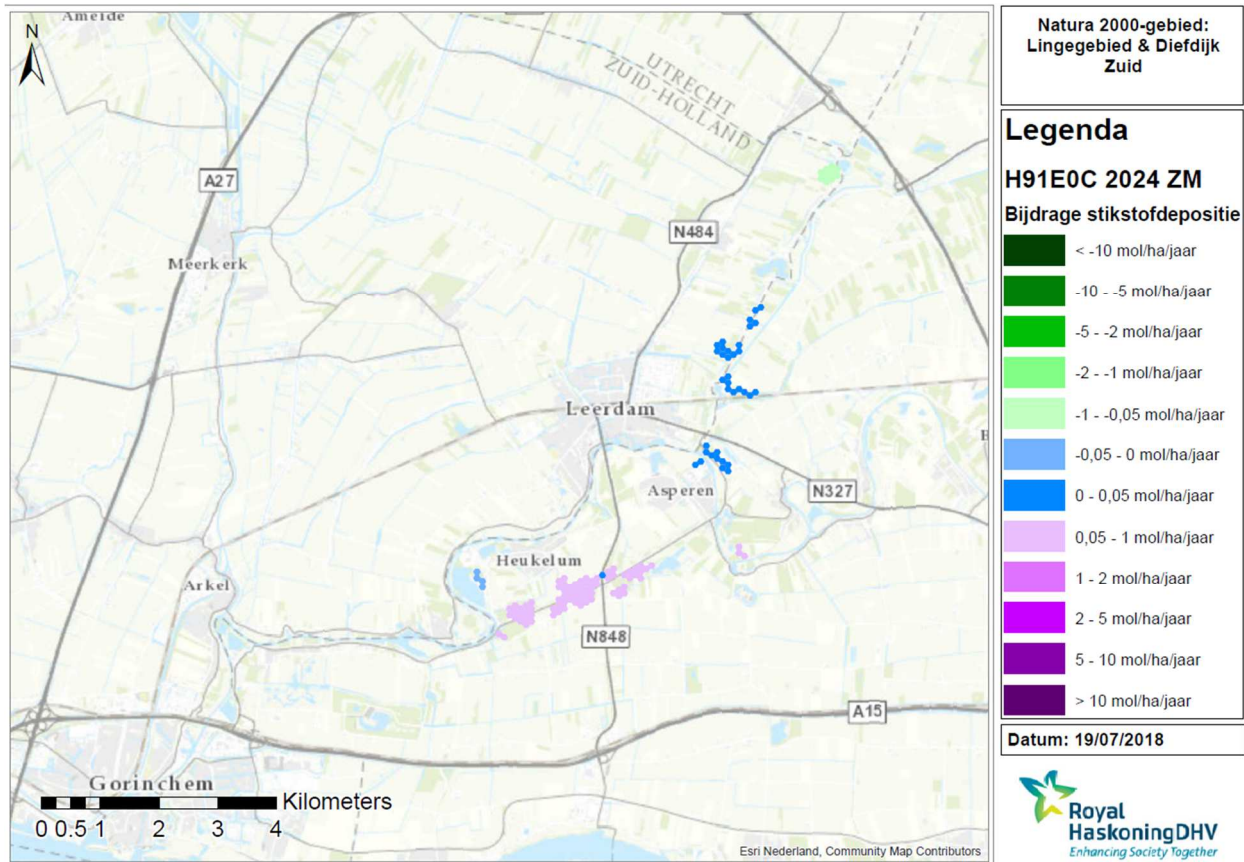 Ameide
N
UTRECHT
ZUID-HOLLAND
A27
N484
Meerkerk
Leerdam
Asperen
N327
Heukelum
Arkel
N848
A15
Gorinchem
Kilometers
0 0.5 1 2 3 4
Esri Nederland, Community Map Contributors
Natura 2000-gebied:
Lingegebied & Diefdijk
Zuid
Legenda
H91E0C 2024 ZM
Bijdrage stikstofdepositie
< -10 mol/ha/jaar
-10 - -5 mol/ha/jaar
-5 - -2 mol/ha/jaar
-2 - -1 mol/ha/jaar
-1 - -0,05 mol/ha/jaar
-0,05 - 0 mol/ha/jaar
0 - 0,05 mol/ha/jaar
0,05 - 1 mol/ha/jaar
1 - 2 mol/ha/jaar
2 - 5 mol/ha/jaar
5 - 10 mol/ha/jaar
> 10 mol/ha/jaar
Datum: 19/07/2018
Royal
HaskoningDHV
Enhancing Society Together